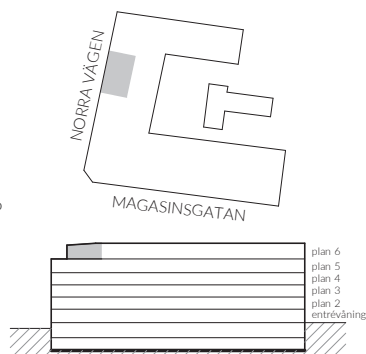 NORRA VÄGEN
MAGASINSGATAN
plan 6
plan 5
plan 4
plan 3
plan 2
entrévåning